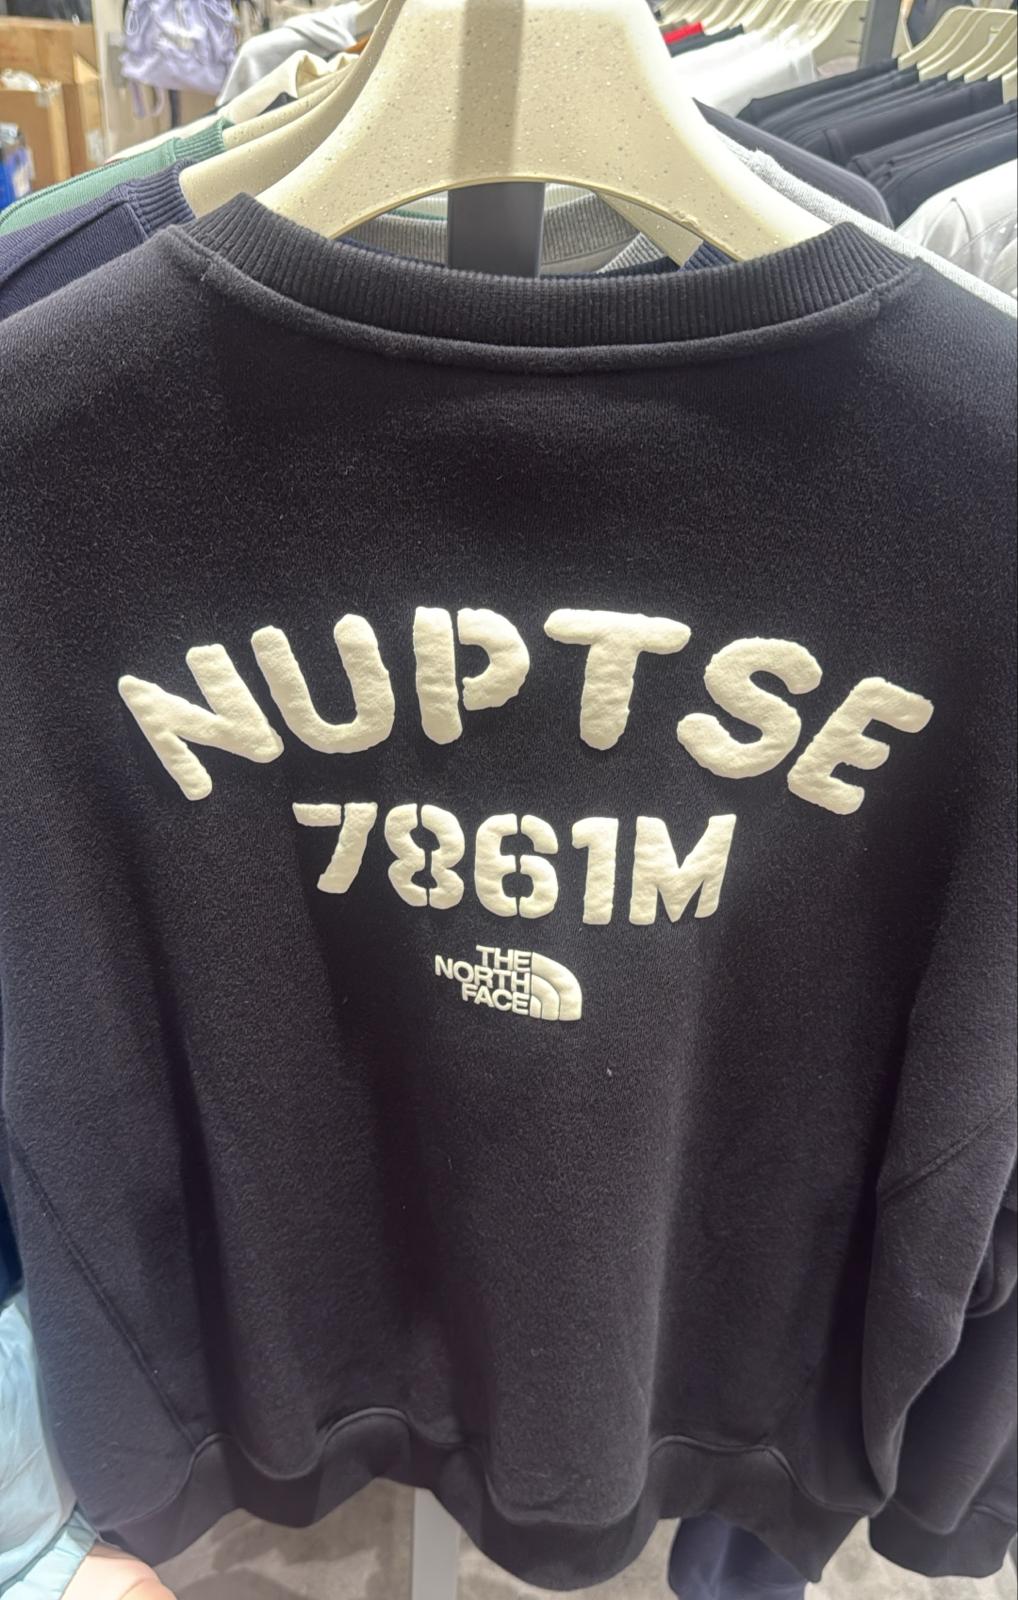 NUPTSE
7861M
THE
NORTH
FACE